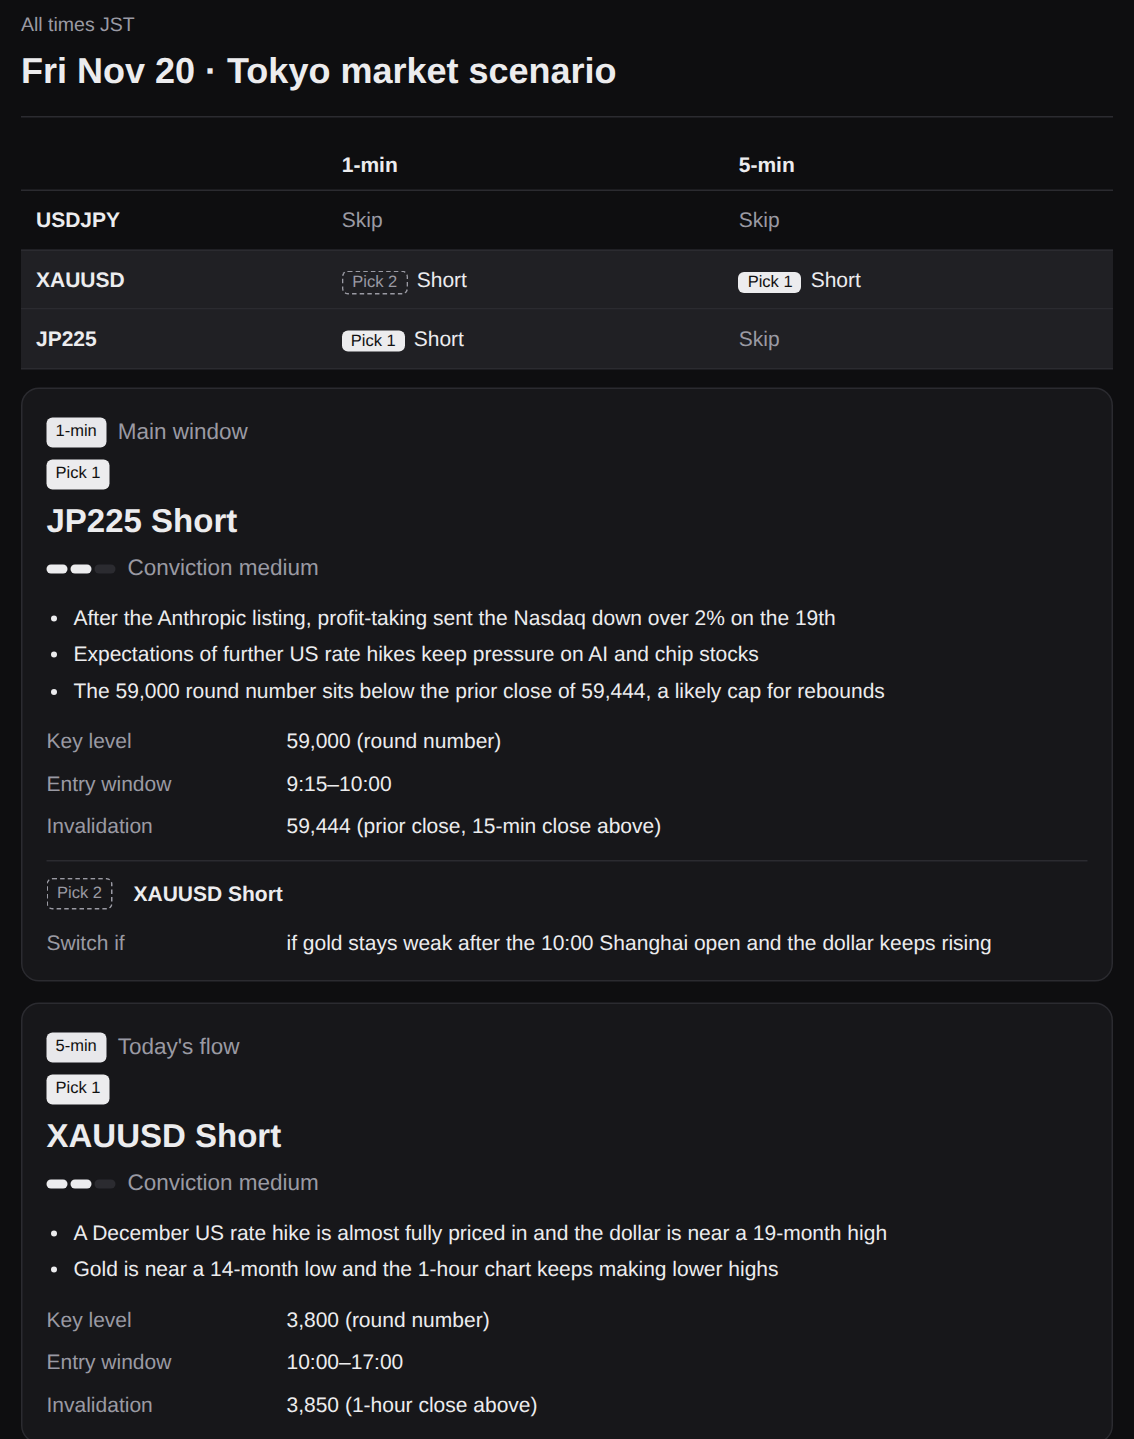 All times JST
Fri Nov 20 · Tokyo market scenario
1-min 5-min
USDJPY Skip Skip
XAUUSD Pick 2 Short Pick 1 Short
JP225 Pick 1 Short Skip
1-min Main window
Pick 1
JP225 Short
Conviction medium
• After the Anthropic listing, profit-taking sent the Nasdaq down over 2% on the 19th
• Expectations of further US rate hikes keep pressure on AI and chip stocks
• The 59,000 round number sits below the prior close of 59,444, a likely cap for rebounds
Key level 59,000 (round number)
Entry window 9:15–10:00
Invalidation 59,444 (prior close, 15-min close above)
Pick 2 XAUUSD Short
Switch if if gold stays weak after the 10:00 Shanghai open and the dollar keeps rising
5-min Today's flow
Pick 1
XAUUSD Short
Conviction medium
• A December US rate hike is almost fully priced in and the dollar is near a 19-month high
• Gold is near a 14-month low and the 1-hour chart keeps making lower highs
Key level 3,800 (round number)
Entry window 10:00–17:00
Invalidation 3,850 (1-hour close above)